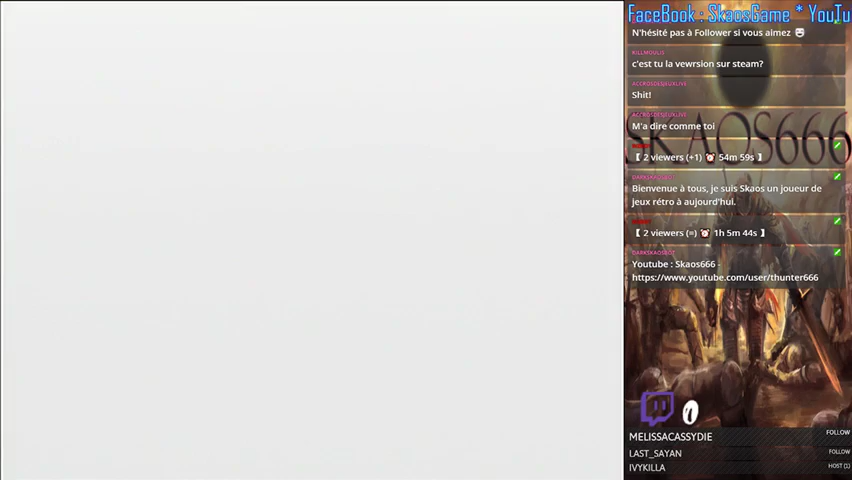 FaceBook : SkaosGame * YouTu
N'hésité pas à Follower si vous aimez
KILLMOULIS
c'est tu la vewrsion sur steam?
ACCRODESJEUXLIVE
Shit!
ACCRODESJEUXLIVE
M'a dire comme toi
SKAOS666
【 2 viewers (+1) ⏰ 54m 59s 】
DARKSKAOSBOT
Bienvenue à tous, je suis Skaos un joueur de
jeux rétro à aujourd'hui.
【 2 viewers (=) ⏰ 1h 5m 44s 】
DARKSKAOSBOT
Youtube : Skaos666 -
https://www.youtube.com/user/thunter666
0
MELISSACASSYDIE FOLLOW
LAST_SAYAN FOLLOW
IVYKILLA HOST (1)